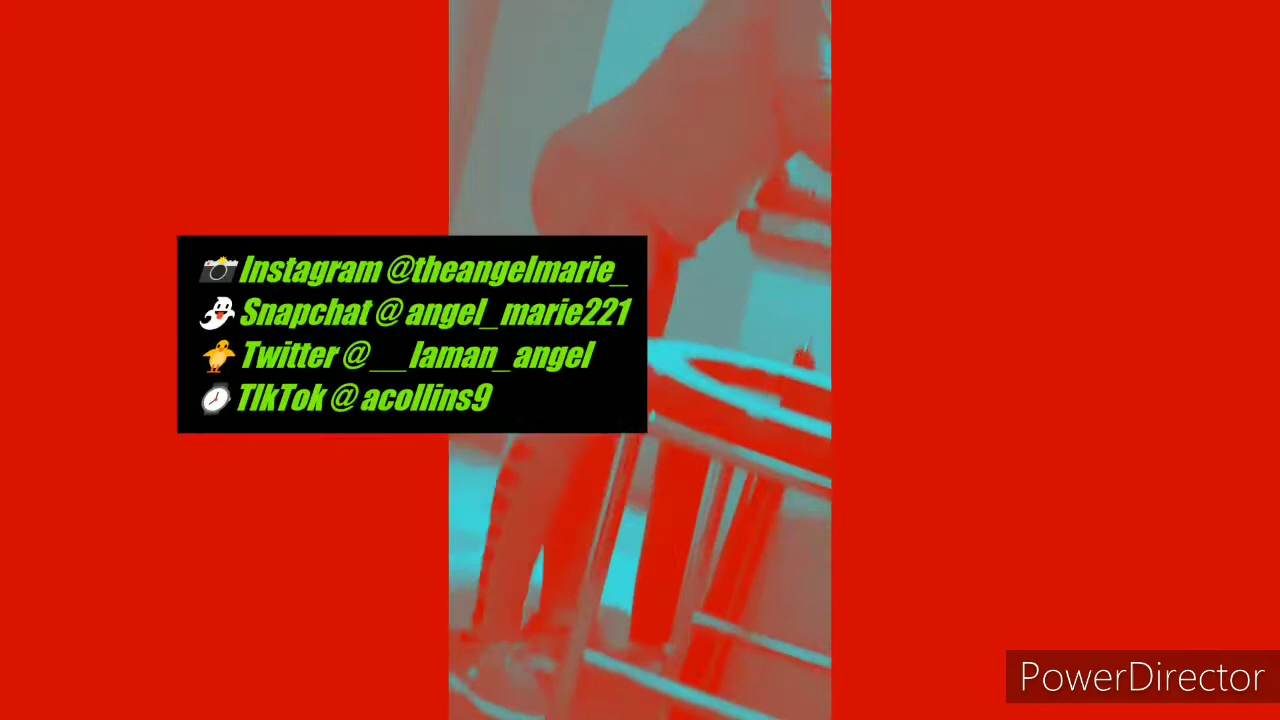 Instagram @theangelmarie_
Snapchat @ angel_marie221
Twitter @__laman_angel
TIkTok @ acollins9
PowerDirector